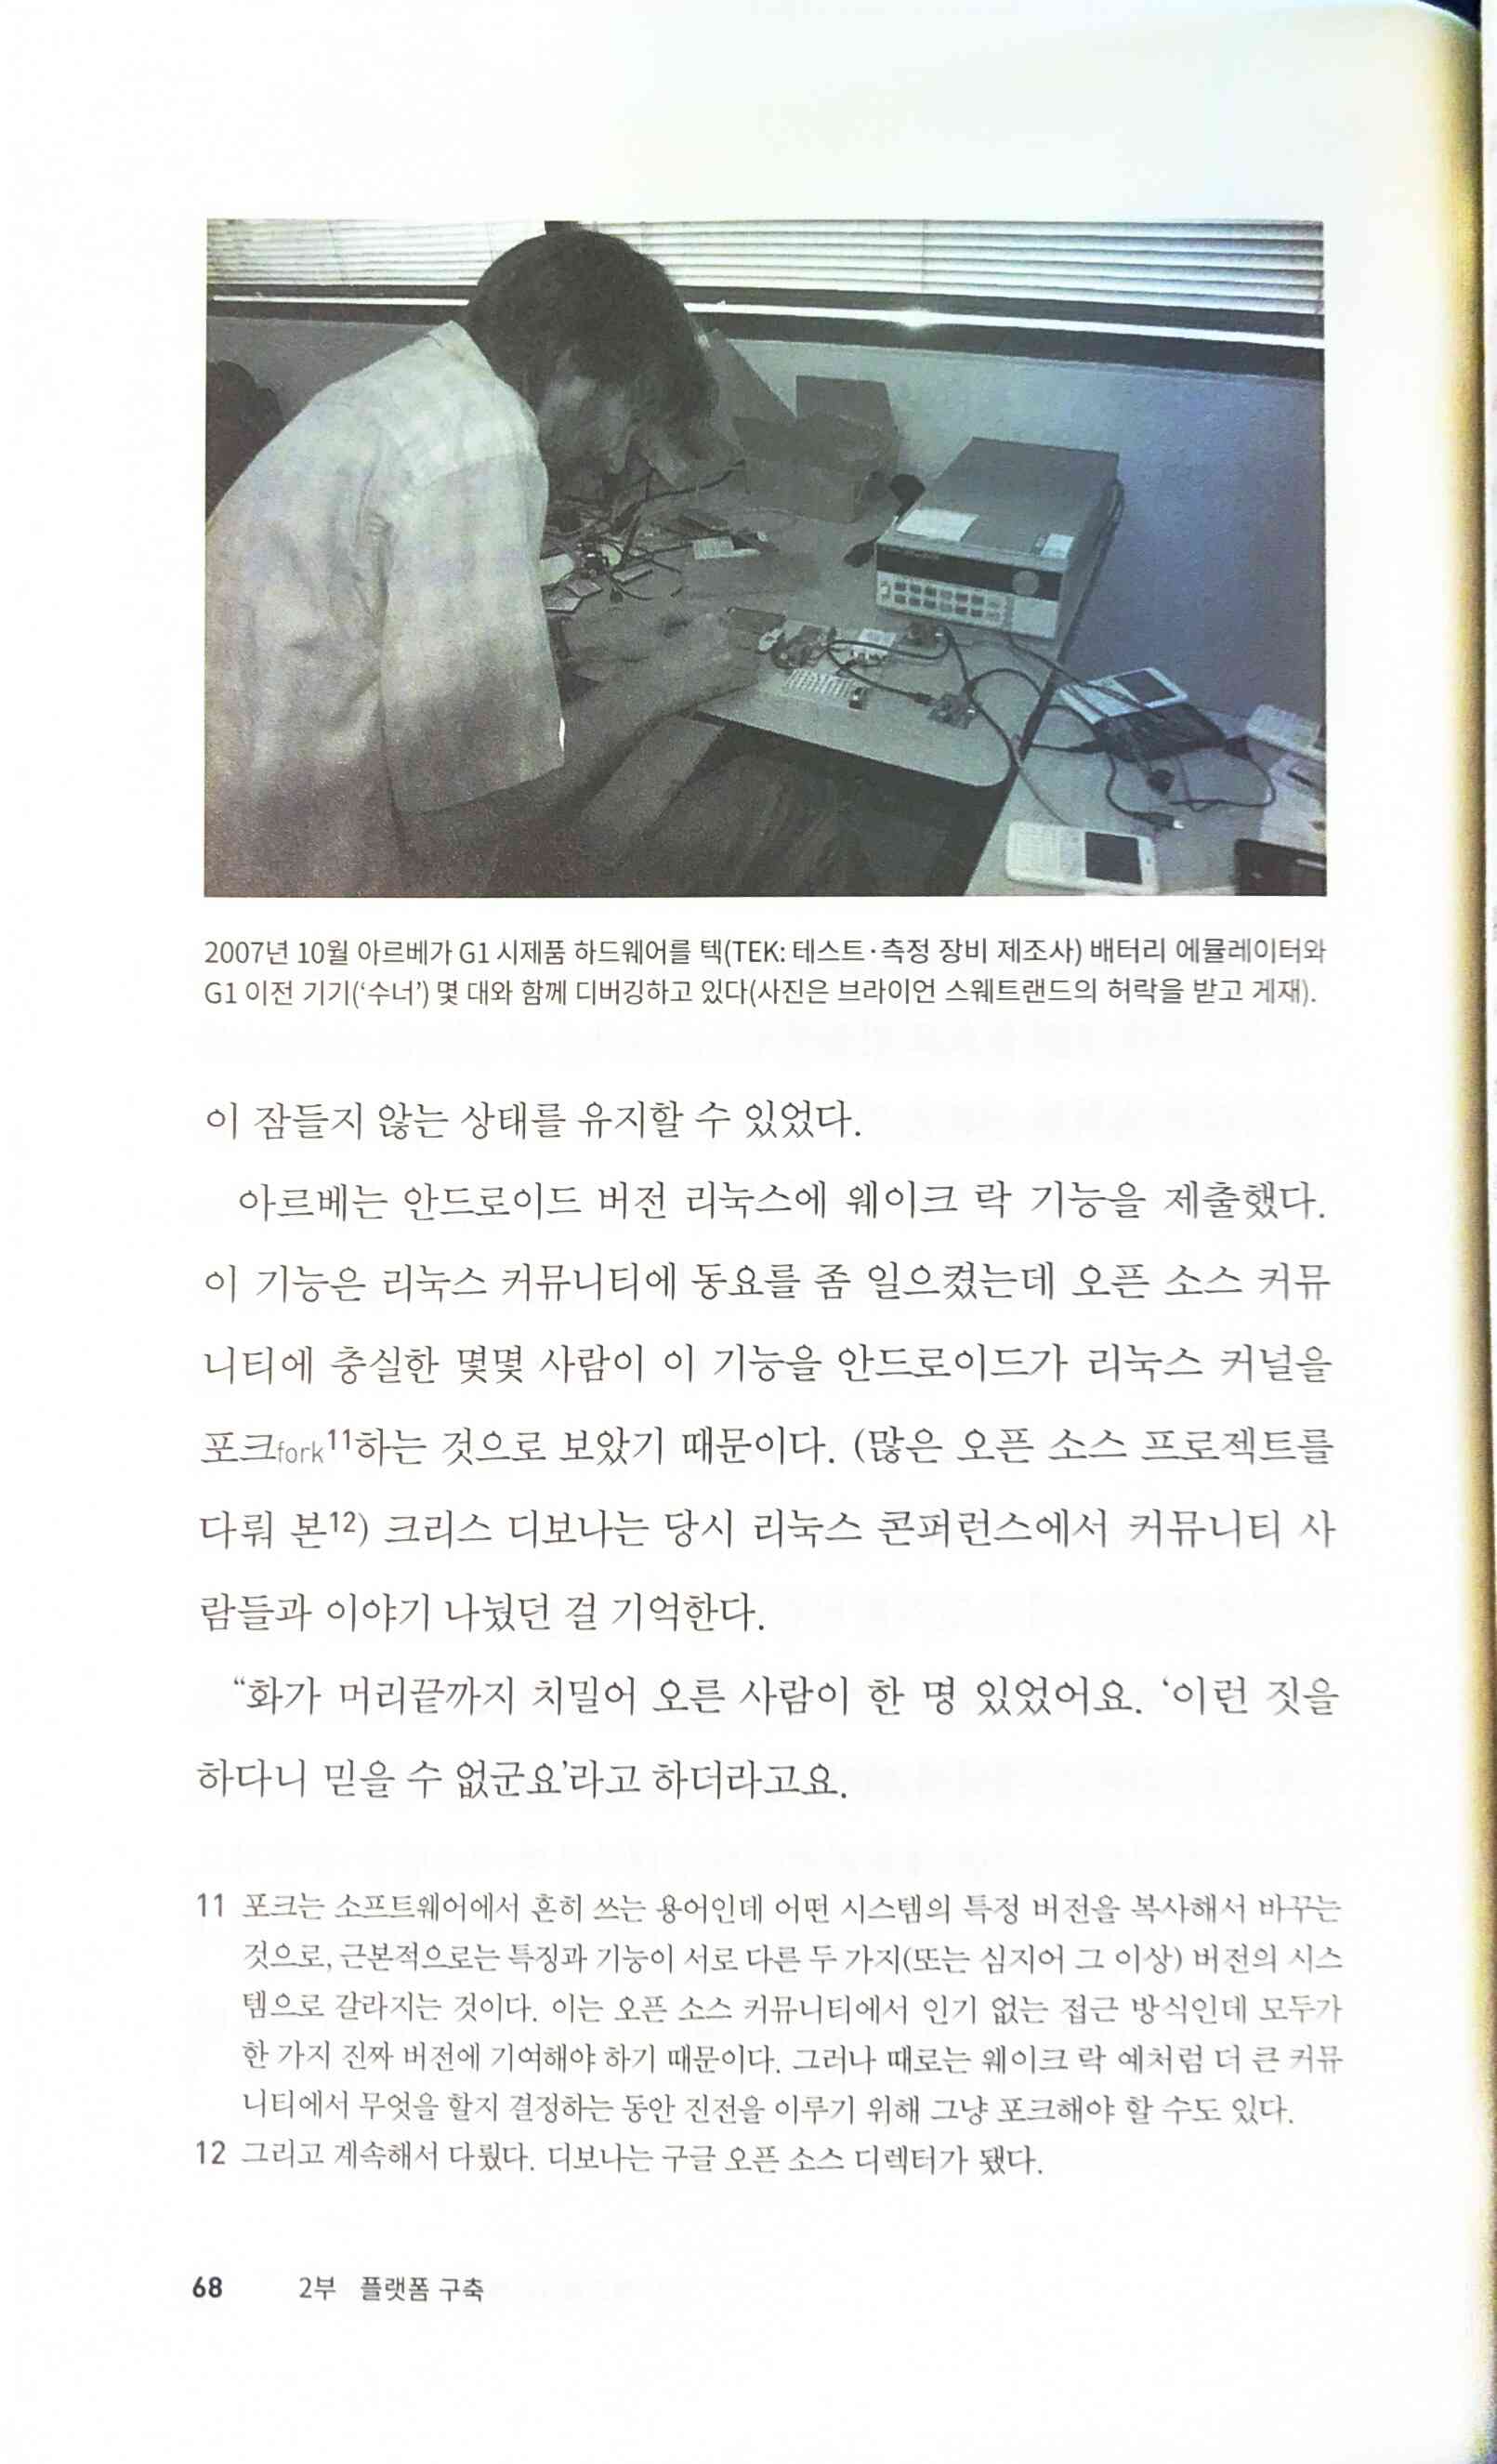 2007년 10월 아르베가 G1 시제품 하드웨어를 텍(TEK: 테스트·측정 장비 제조사) 배터리 에뮬레이터와
G1 이전 기기(‘수너’) 몇 대와 함께 디버깅하고 있다(사진은 브라이언 스웨트랜드의 허락을 받고 게재).
이 잠들지 않는 상태를 유지할 수 있었다.
아르베는 안드로이드 버전 리눅스에 웨이크 락 기능을 제출했다.
이 기능은 리눅스 커뮤니티에 동요를 좀 일으켰는데 오픈 소스 커뮤
니티에 충실한 몇몇 사람이 이 기능을 안드로이드가 리눅스 커널을
포크fork11하는 것으로 보았기 때문이다. (많은 오픈 소스 프로젝트를
다뤄 본12) 크리스 디보나는 당시 리눅스 콘퍼런스에서 커뮤니티 사
람들과 이야기 나눴던 걸 기억한다.
“화가 머리끝까지 치밀어 오른 사람이 한 명 있었어요. ‘이런 짓을
하다니 믿을 수 없군요’라고 하더라고요.
11 포크는 소프트웨어에서 흔히 쓰는 용어인데 어떤 시스템의 특정 버전을 복사해서 바꾸는
것으로, 근본적으로는 특징과 기능이 서로 다른 두 가지(또는 심지어 그 이상) 버전의 시스
템으로 갈라지는 것이다. 이는 오픈 소스 커뮤니티에서 인기 없는 접근 방식인데 모두가
한 가지 진짜 버전에 기여해야 하기 때문이다. 그러나 때로는 웨이크 락 예처럼 더 큰 커뮤
니티에서 무엇을 할지 결정하는 동안 진전을 이루기 위해 그냥 포크해야 할 수도 있다.
12 그리고 계속해서 다뤘다. 디보나는 구글 오픈 소스 디렉터가 됐다.
68 2부 플랫폼 구축